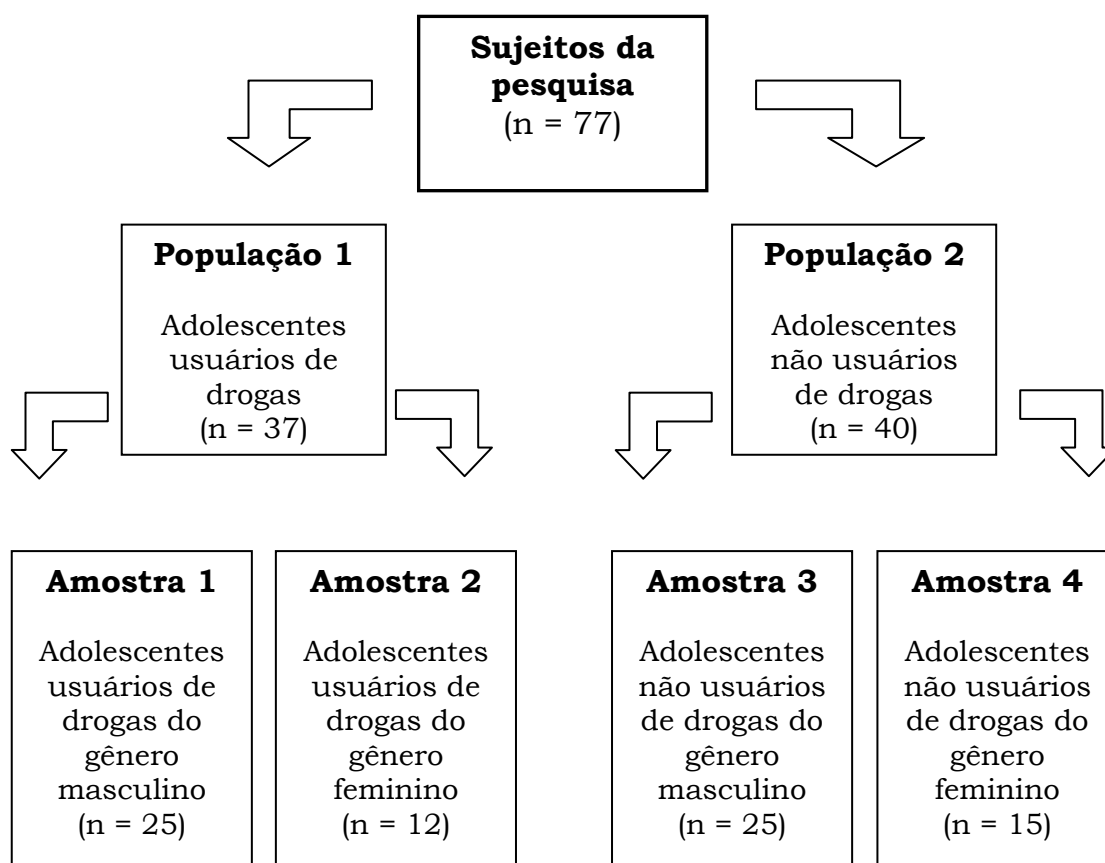 Sujeitos da
pesquisa
(n = 77)
População 1
Adolescentes
usuários de
drogas
(n = 37)
População 2
Adolescentes
não usuários
de drogas
(n = 40)
Amostra 1
Adolescentes
usuários de
drogas do
gênero
masculino
(n = 25)
Amostra 2
Adolescentes
usuários de
drogas do
gênero
feminino
(n = 12)
Amostra 3
Adolescentes
não usuários
de drogas do
gênero
masculino
(n = 25)
Amostra 4
Adolescentes
não usuários
de drogas do
gênero
feminino
(n = 15)